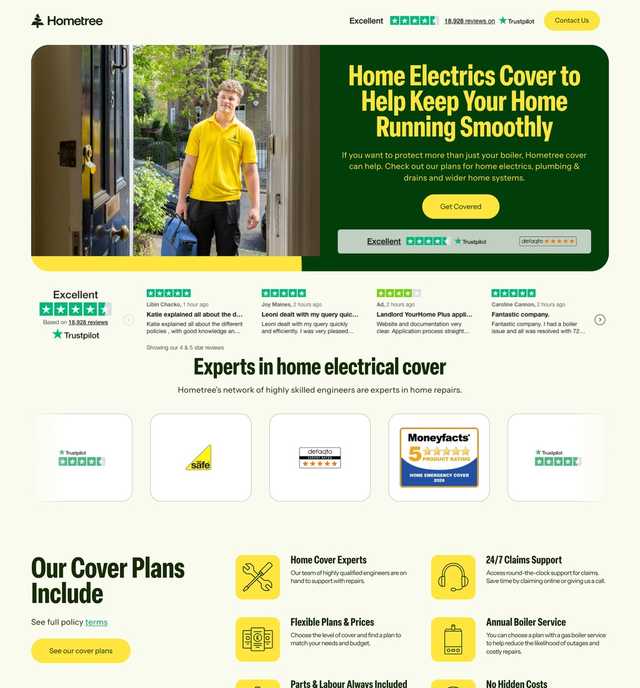 Hometree
Excellent 18,928 reviews on Trustpilot
Contact Us
Home Electrics Cover to
Help Keep Your Home
Running Smoothly
If you want to protect more than just your boiler, Hometree cover
can help. Check out our plans for home electrics, plumbing &
drains and wider home systems.
Get Covered
Excellent Trustpilot defaqto
Excellent
Based on 18,928 reviews
Trustpilot
Libin Chacko, 1 hour ago
Katie explained all about the d...
Katie explained all about the different
policies , with good knowledge an...
Joy Maines, 2 hours ago
Leoni dealt with my query quic...
Leoni dealt with my query quickly
and efficiently. I was very pleased...
Ad, 2 hours ago
Landlord YourHome Plus appli...
Website and documentation very
clear. Application process straight...
Caroline Cannon, 2 hours ago
Fantastic company.
Fantastic company. I had a boiler
issue and all was resolved with 72...
Showing our 4 & 5 star reviews
Experts in home electrical cover
Hometree's network of highly skilled engineers are experts in home repairs.
Trustpilot
safe
defaqto
Moneyfacts
5
PRODUCT RATING
HOME EMERGENCY COVER
Trustpilot
Our Cover Plans
Include
See full policy terms
See our cover plans
Home Cover Experts
Our team of highly qualified engineers are on
hand to support with repairs.
24/7 Claims Support
Access round-the-clock support for claims.
Save time by claiming online or giving us a call.
Flexible Plans & Prices
Choose the level of cover and find a plan to
match your needs and budget.
Annual Boiler Service
You can choose a plan with a gas boiler service
to help reduce the likelihood of outages and
costly repairs.
Parts & Labour Always Included
No Hidden Costs